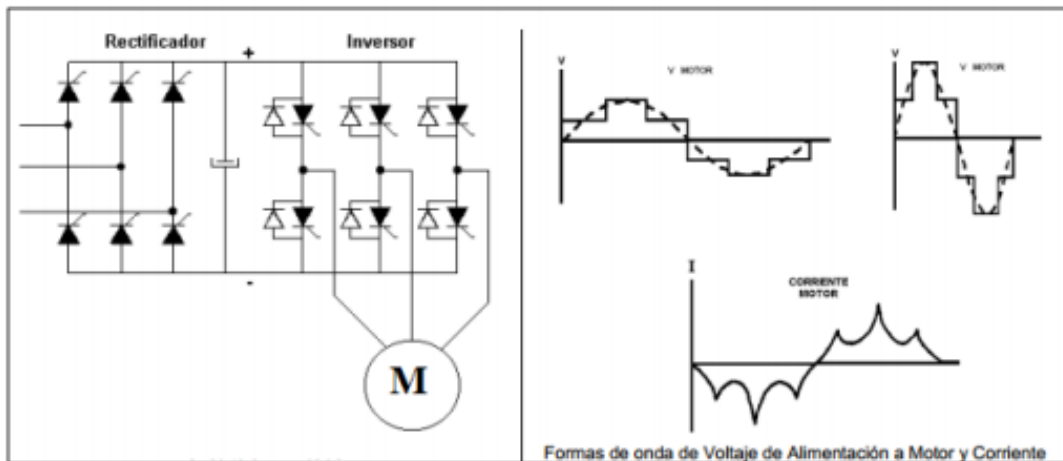 Rectificador
Inversor
+
-
M
V
V MOTOR
V
V MOTOR
I
CORRIENTE
MOTOR
Formas de onda de Voltaje de Alimentación a Motor y Corriente